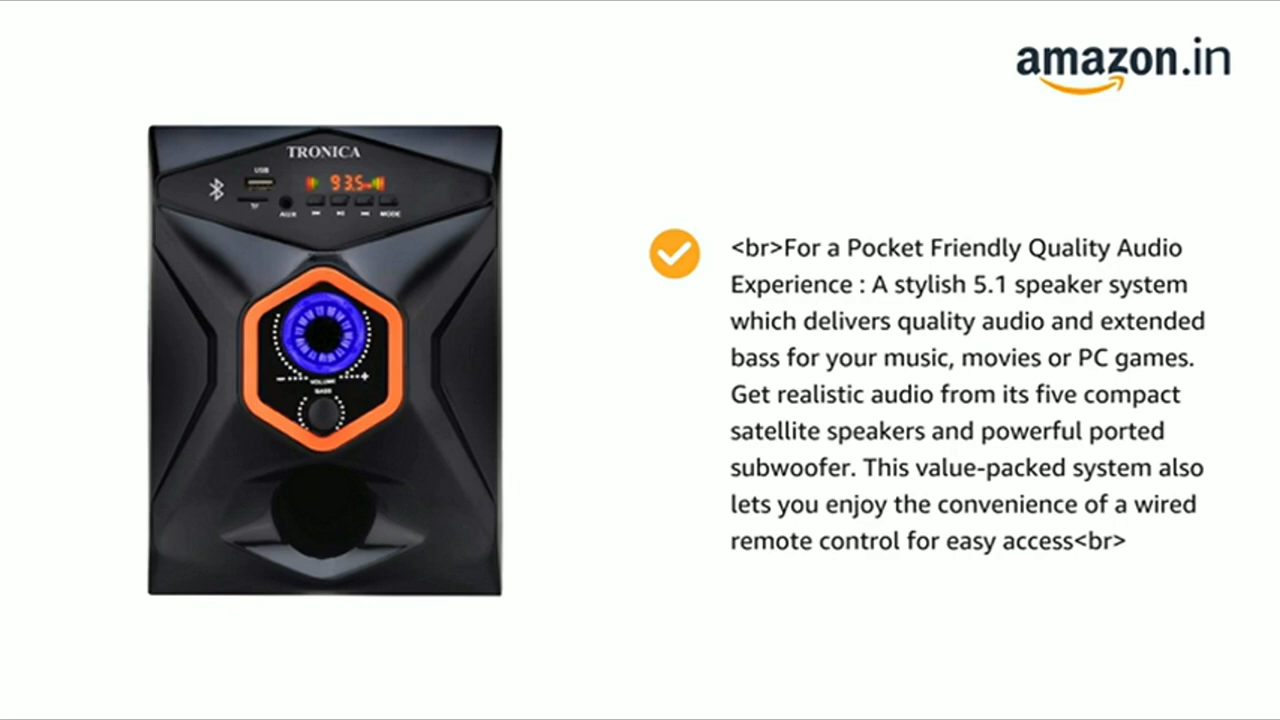 amazon.in
TRONICA
USB
93.5
TF
AUX
MODE
VOLUME
BASS
<br>For a Pocket Friendly Quality Audio
Experience : A stylish 5.1 speaker system
which delivers quality audio and extended
bass for your music, movies or PC games.
Get realistic audio from its five compact
satellite speakers and powerful ported
subwoofer. This value-packed system also
lets you enjoy the convenience of a wired
remote control for easy access<br>